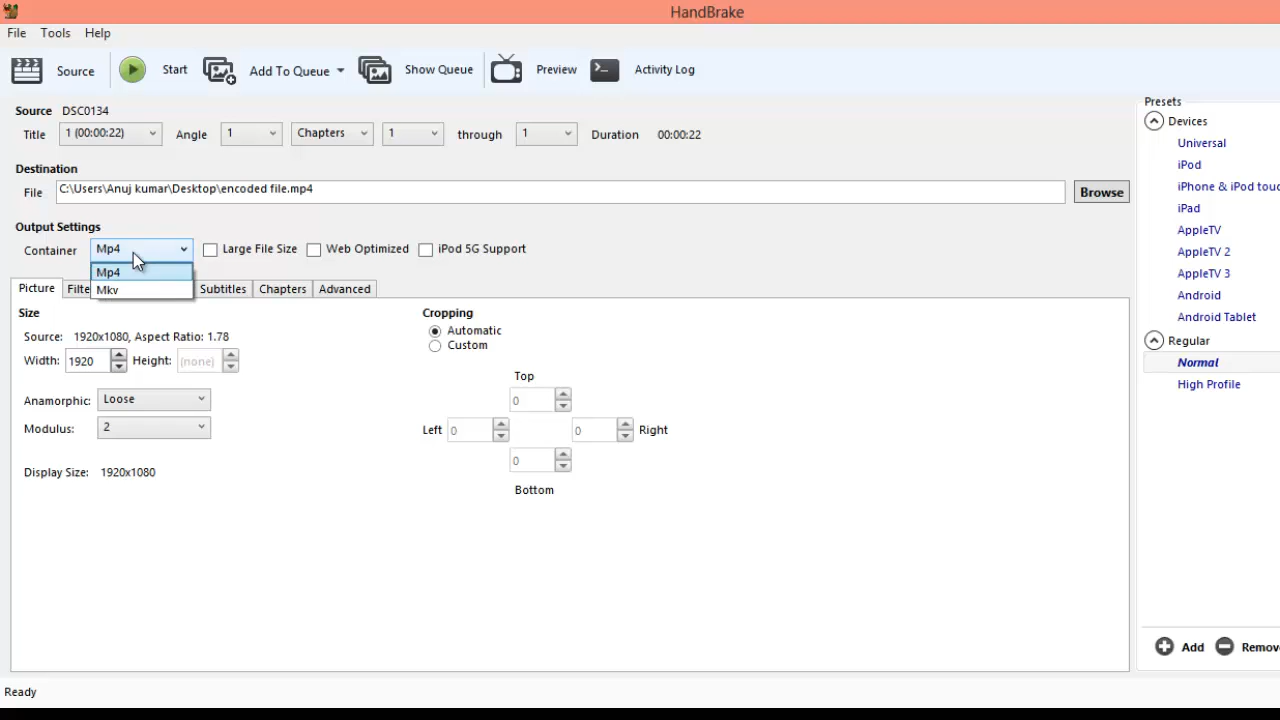 HandBrake
File Tools Help
Source Start Add To Queue Show Queue Preview Activity Log
Source DSC0134
Title 1 (00:00:22) Angle 1 Chapters 1 through 1 Duration 00:00:22
Destination
File C:\Users\Anuj kumar\Desktop\encoded file.mp4 Browse
Output Settings
Container Mp4 Large File Size Web Optimized iPod 5G Support
Mp4
Mkv
Picture Filte Subtitles Chapters Advanced
Size
Source: 1920x1080, Aspect Ratio: 1.78
Width: 1920 Height: (none)
Anamorphic: Loose
Modulus: 2
Display Size: 1920x1080
Cropping
Automatic
Custom
Top
0
Left 0 0 Right
0
Bottom
Presets
Devices
Universal
iPod
iPhone & iPod touc
iPad
AppleTV
AppleTV 2
AppleTV 3
Android
Android Tablet
Regular
Normal
High Profile
Add Remove
Ready